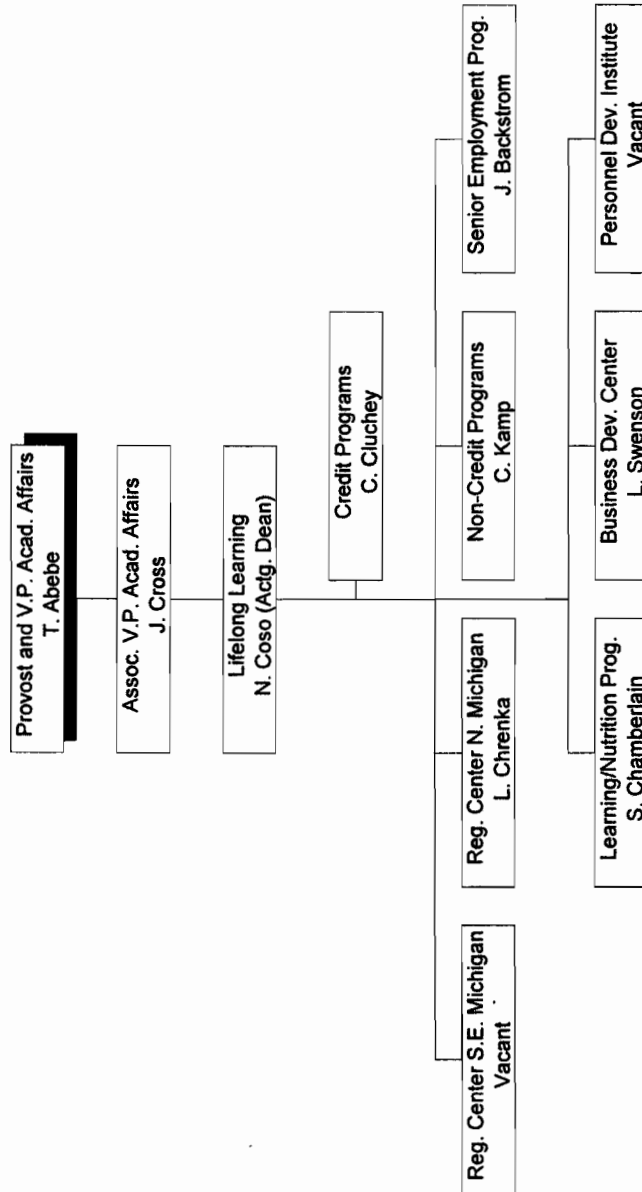 Provost and V.P. Acad. Affairs
T. Abebe
Assoc. V.P. Acad. Affairs
J. Cross
Lifelong Learning
N. Coso (Actg. Dean)
Credit Programs
C. Cluchey
Reg. Center S.E. Michigan
Vacant
Reg. Center N. Michigan
L. Chrenka
Non-Credit Programs
C. Kamp
Senior Employment Prog.
J. Backstrom
Learning/Nutrition Prog.
S. Chamberlain
Business Dev. Center
L. Swenson
Personnel Dev. Institute
Vacant